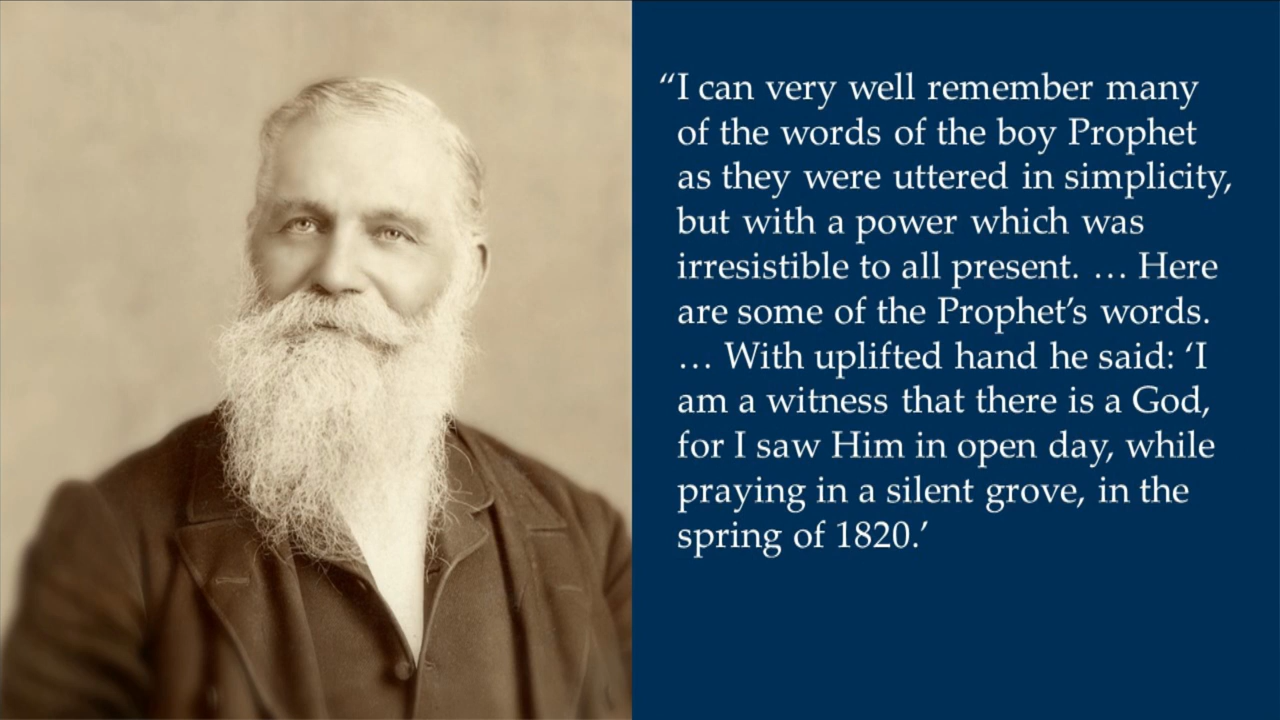 “I can very well remember many
of the words of the boy Prophet
as they were uttered in simplicity,
but with a power which was
irresistible to all present. … Here
are some of the Prophet’s words.
… With uplifted hand he said: ‘I
am a witness that there is a God,
for I saw Him in open day, while
praying in a silent grove, in the
spring of 1820.’